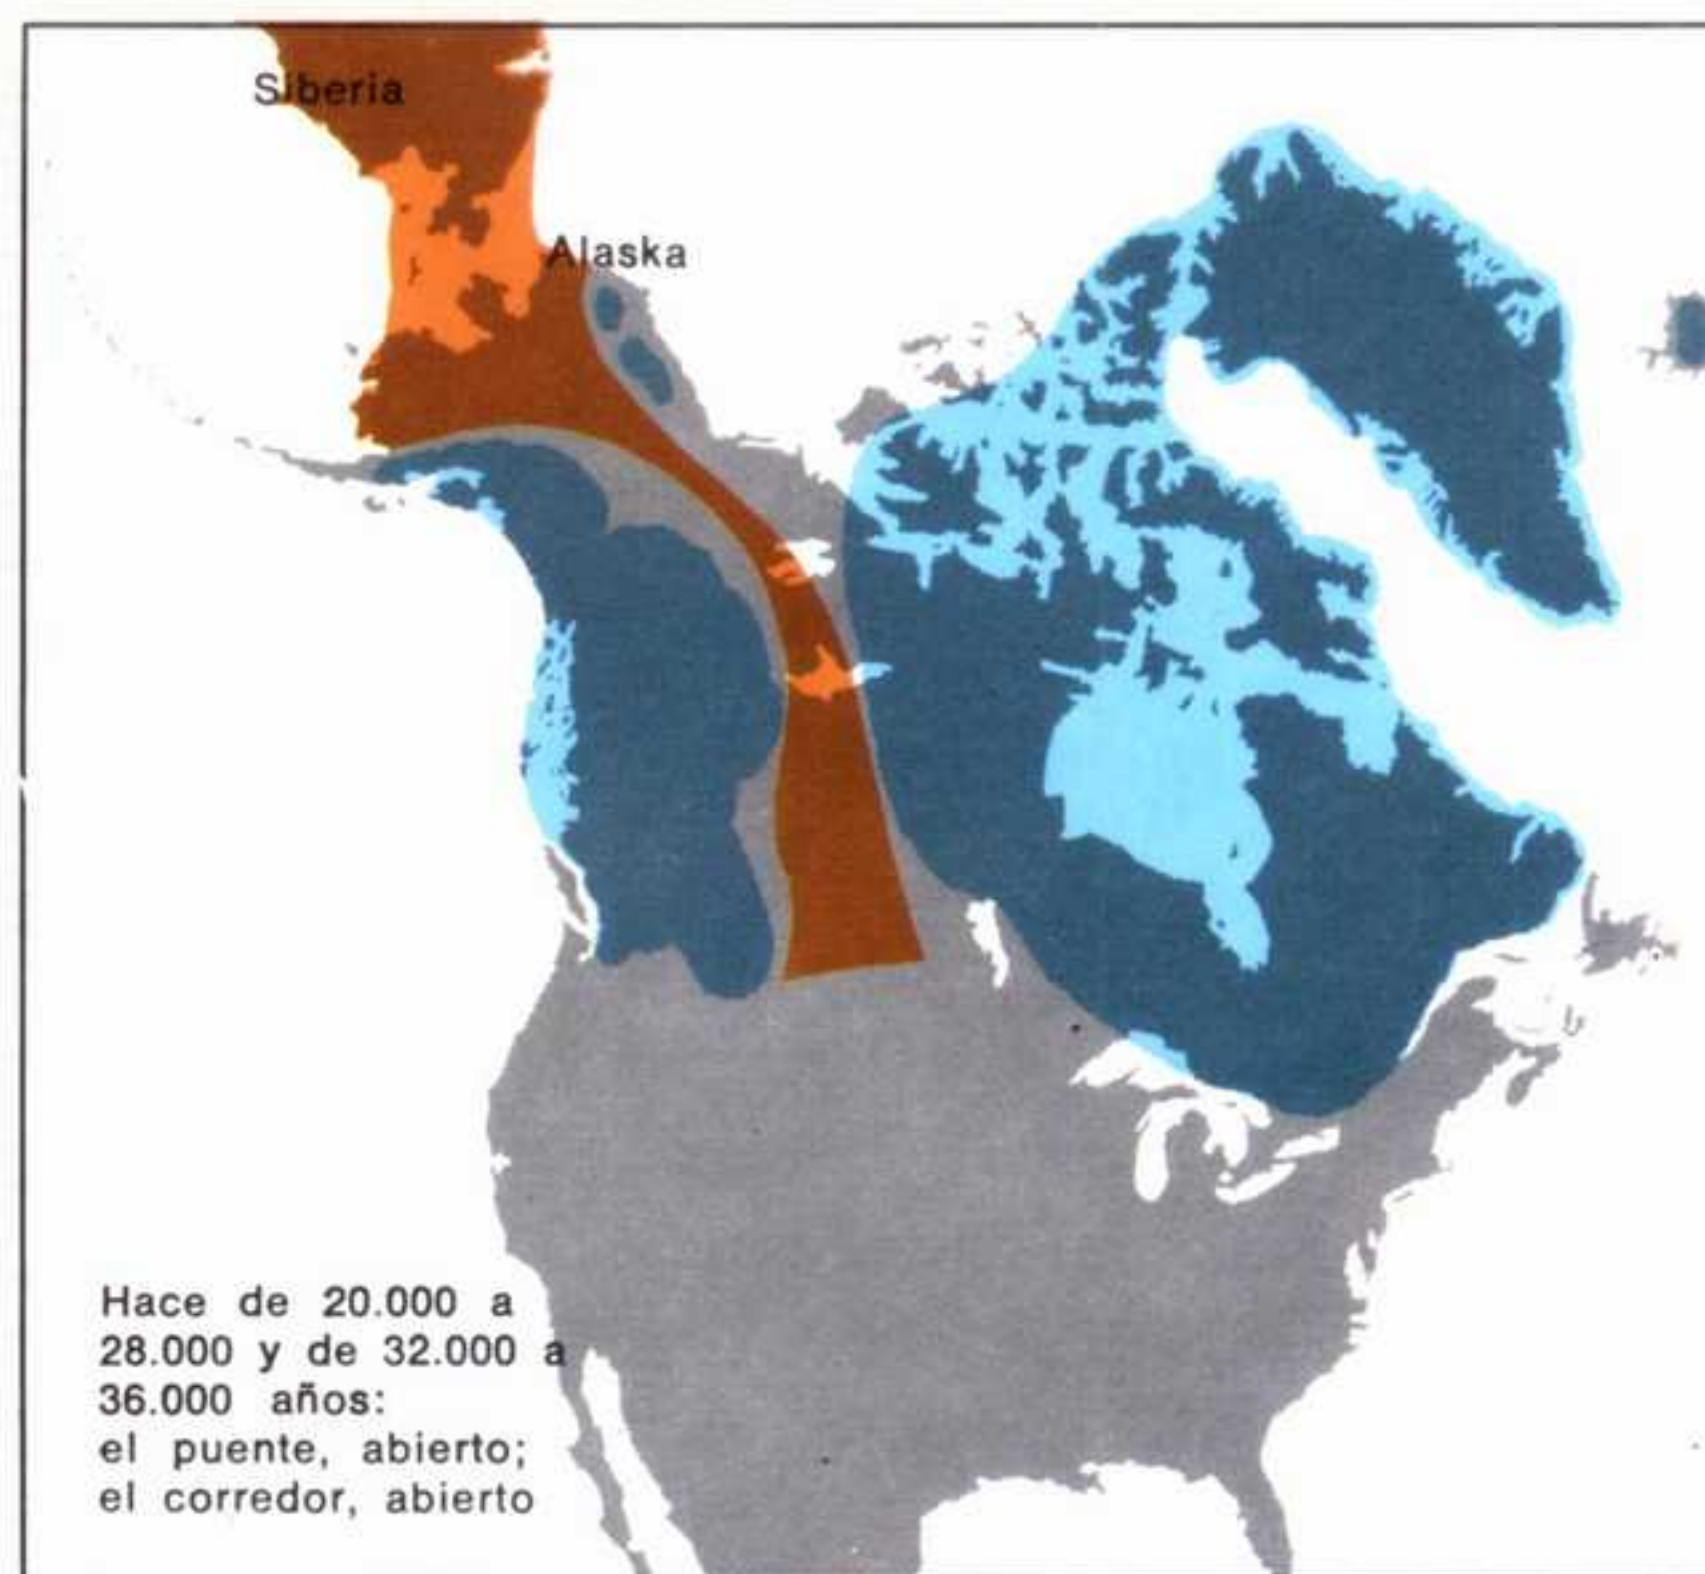 Siberia
Alaska
Hace de 20.000 a
28.000 y de 32.000 a
36.000 años:
el puente, abierto;
el corredor, abierto